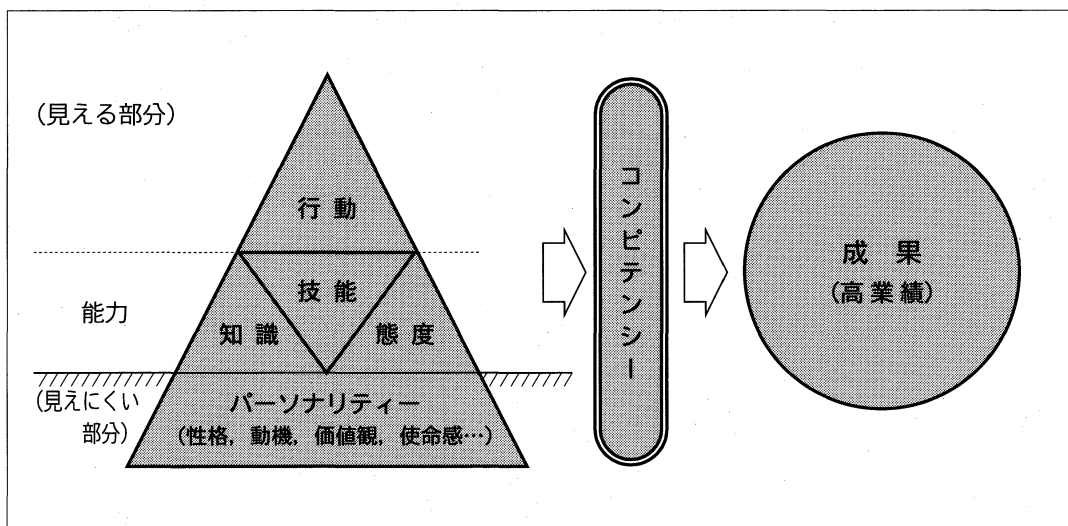 (見える部分)
行動
能力
技能
知識
態度
(見えにくい
部分)
パーソナリティー
(性格,動機,価値観,使命感…)
コンピテンシー
成果
(高業績)